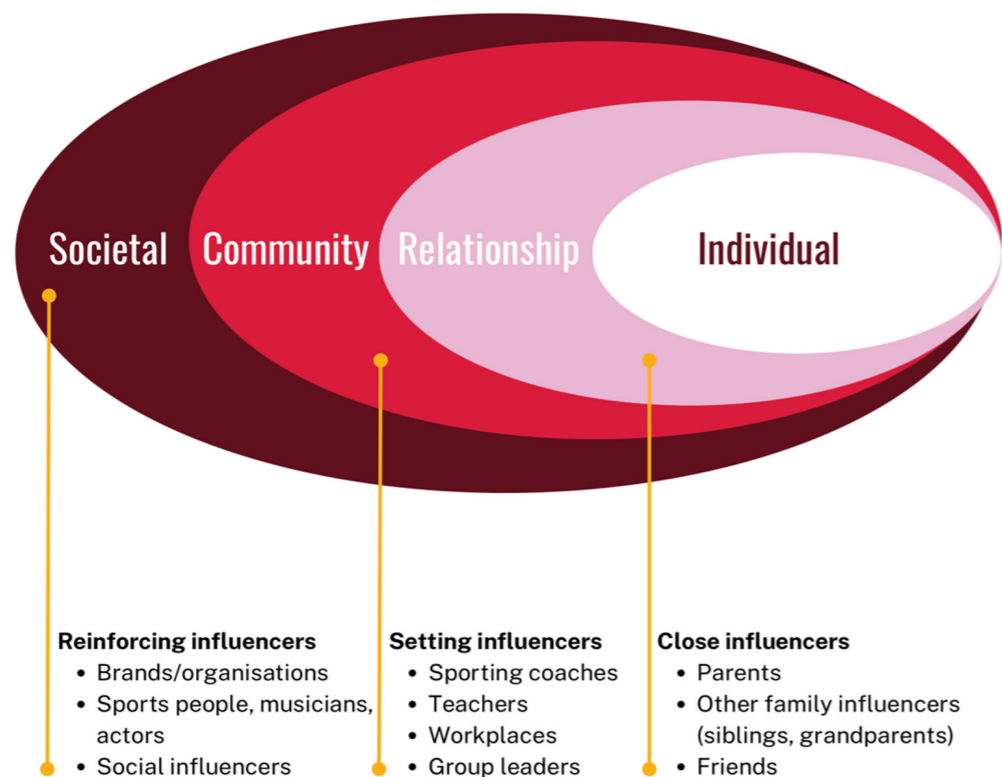 Societal
Community
Relationship
Individual
Reinforcing influencers
• Brands/organisations
• Sports people, musicians,
actors
• Social influencers
Setting influencers
• Sporting coaches
• Teachers
• Workplaces
• Group leaders
Close influencers
• Parents
• Other family influencers
(siblings, grandparents)
• Friends